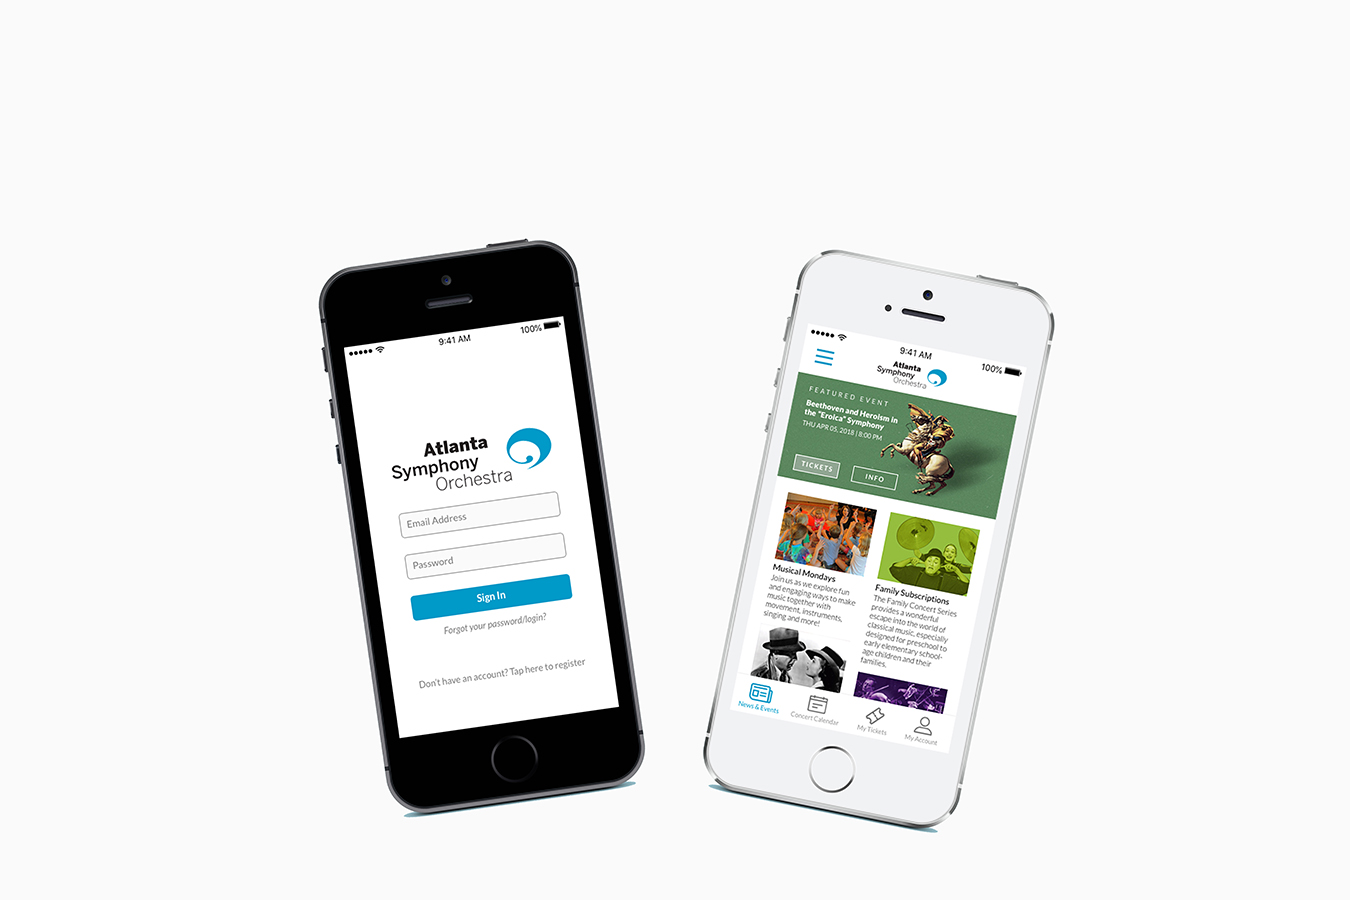 9:41 AM
100%
Atlanta
Symphony
Orchestra
Email Address
Password
Sign In
Forgot your password/login?
Don't have an account? Tap here to register
9:41 AM
100%
Atlanta
Symphony
Orchestra
FEATURED EVENT
Beethoven and Heroism in
the "Eroica" Symphony
THU APR 05, 2018 | 8:00 PM
TICKETS
INFO
Musical Mondays
Join us as we explore fun
and engaging ways to make
music together with
movement, instruments,
singing and more!
Family Subscriptions
The Family Concert Series
provides a wonderful
escape into the world of
classical music, especially
designed for preschool to
early elementary school-
age children and their
families.
News & Events
Concert Calendar
My Tickets
My Account